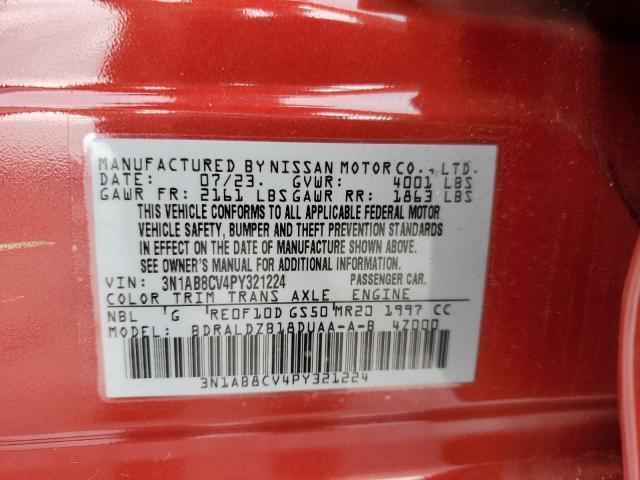 MANUFACTURED BY NISSAN MOTOR CO., LTD.
DATE: 07/23. GVWR: 4001 LBS
GAWR FR: 2161 LBS GAWR RR: 1863 LBS
THIS VEHICLE CONFORMS TO ALL APPLICABLE FEDERAL MOTOR
VEHICLE SAFETY, BUMPER AND THEFT PREVENTION STANDARDS
IN EFFECT ON THE DATE OF MANUFACTURE SHOWN ABOVE.
SEE OWNER'S MANUAL FOR ADDITIONAL INFORMATION.
VIN: 3N1AB8CV4PY321224 PASSENGER CAR.
COLOR TRIM TRANS AXLE ENGINE
NBL 'G 'RE0F10D GS50 MR20 1997 CC
MODEL: BDRALDZB18DUAA-A-B 4Z000
3N1AB8CV4PY321224